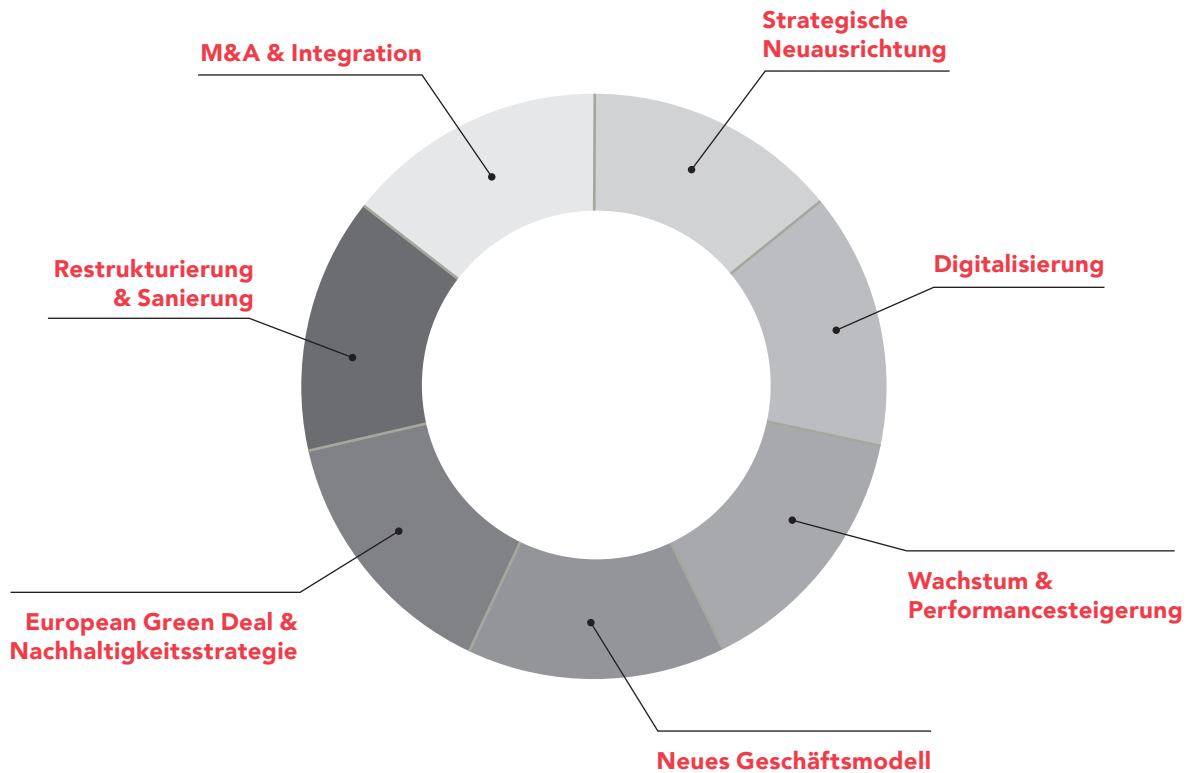 Strategische
Neuausrichtung
M&A & Integration
Digitalisierung
Restrukturierung
& Sanierung
Wachstum &
Performancesteigerung
European Green Deal &
Nachhaltigkeitsstrategie
Neues Geschäftsmodell